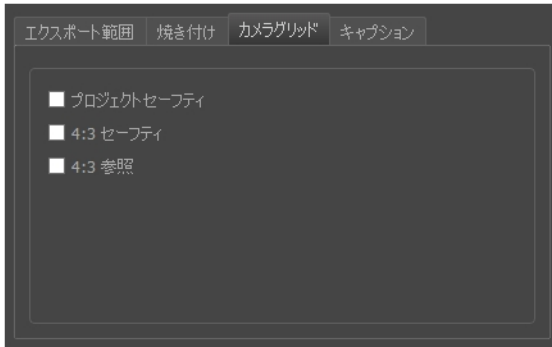 エクスポート範囲 焼き付け カメラグリッド キャプション
プロジェクトセーフティ
4:3 セーフティ
4:3 参照